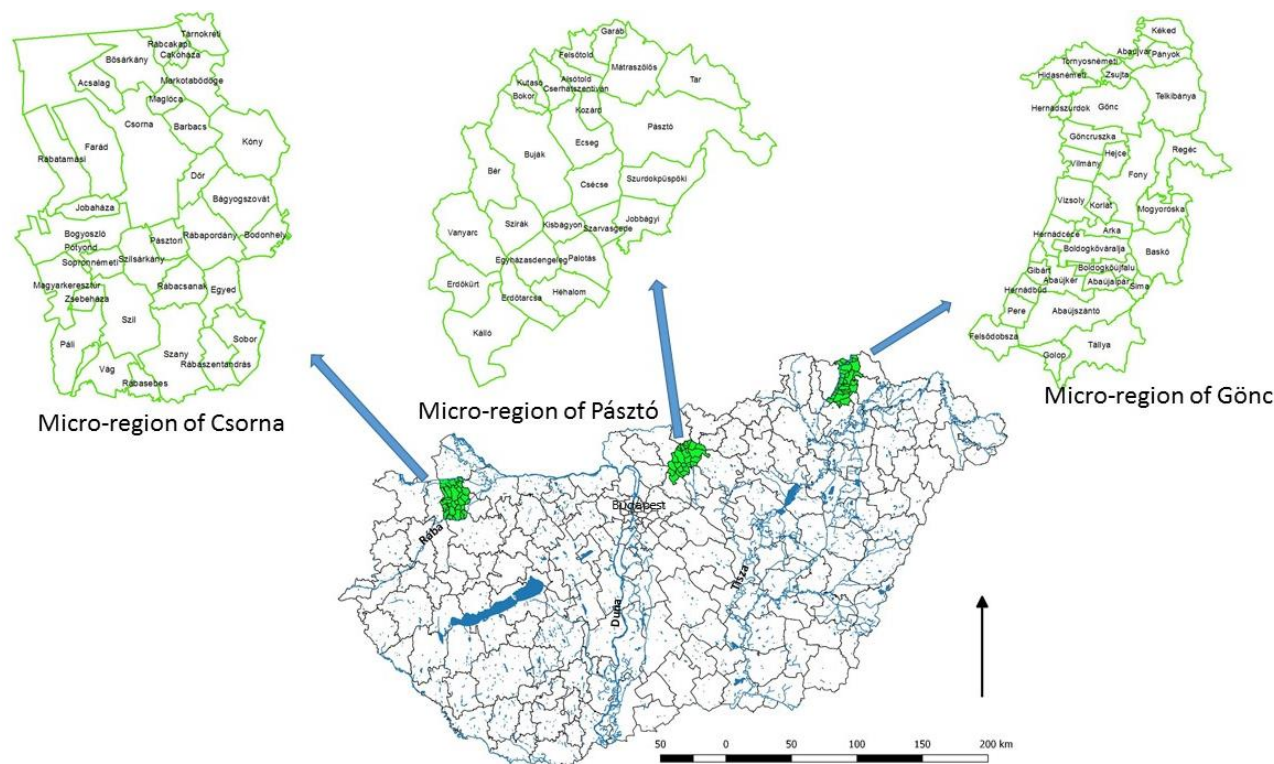 Tárnokréti
Rábcakapi
Cakóháza
Bősárkány
Acsalag
Markotabödöge
Maglóca
Csorna
Barbacs
Kóny
Farád
Rábatamási
Dőr
Bágyogszovát
Jobaháza
Bogyoszló
Potyond
Pásztori
Rábapordány
Bodonhely
Sopronnémeti
Szilsárkány
Magyarkeresztúr
Zsebeháza
Rábacsanak
Egyed
Szil
Páli
Szany
Sobor
Vág
Rábaszentandrás
Rábasebes
Micro-region of Csorna
Garáb
Felsőtold
Mátraszőlős
Tar
Kutasó
Alsótold
Cserhátszentiván
Bokor
Kozárd
Pásztó
Ecseg
Buják
Bér
Csécse
Szurdokpüspöki
Jobbágyi
Szirák
Kisbágyon
Szarvasgede
Vanyarc
Egyházasdengeleg
Palotás
Erdőkürt
Erdőtarcsa
Héhalom
Kálló
Micro-region of Pásztó
Kéked
Abaújvár
Pányok
Tornyosnémeti
Hidasnémeti
Zsujta
Telkibánya
Hernádszurdok
Gönc
Göncruszka
Hejce
Regéc
Vilmány
Fony
Vizsoly
Korlát
Mogyoróska
Hernádcéce
Arka
Boldogkőváralja
Baskó
Gibárt
Boldogkőújfalu
Abaújkér
Abaújalpár
Sima
Hernádbűd
Pere
Abaújszántó
Felsődobsza
Golop
Tállya
Micro-region of Gönc
Budapest
Rába
Duna
Tisza
50 0 50 100 150 200 km